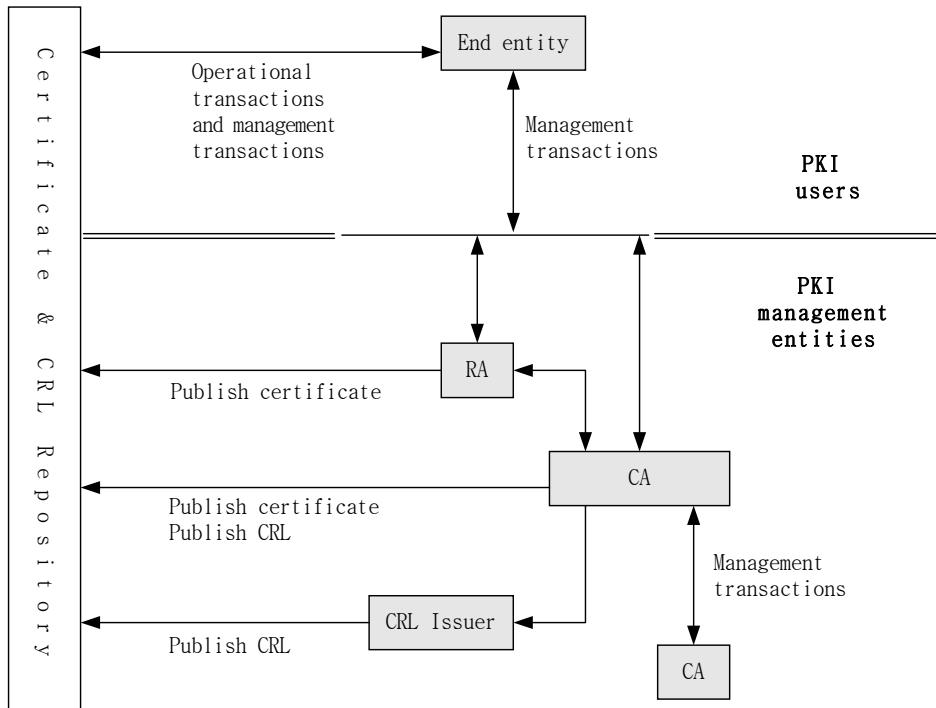 Certificate & CRL Repository
End entity
Operational
transactions
and management
transactions
Management
transactions
PKI
users
PKI
management
entities
RA
Publish certificate
CA
Publish certificate
Publish CRL
Management
transactions
CRL Issuer
Publish CRL
CA